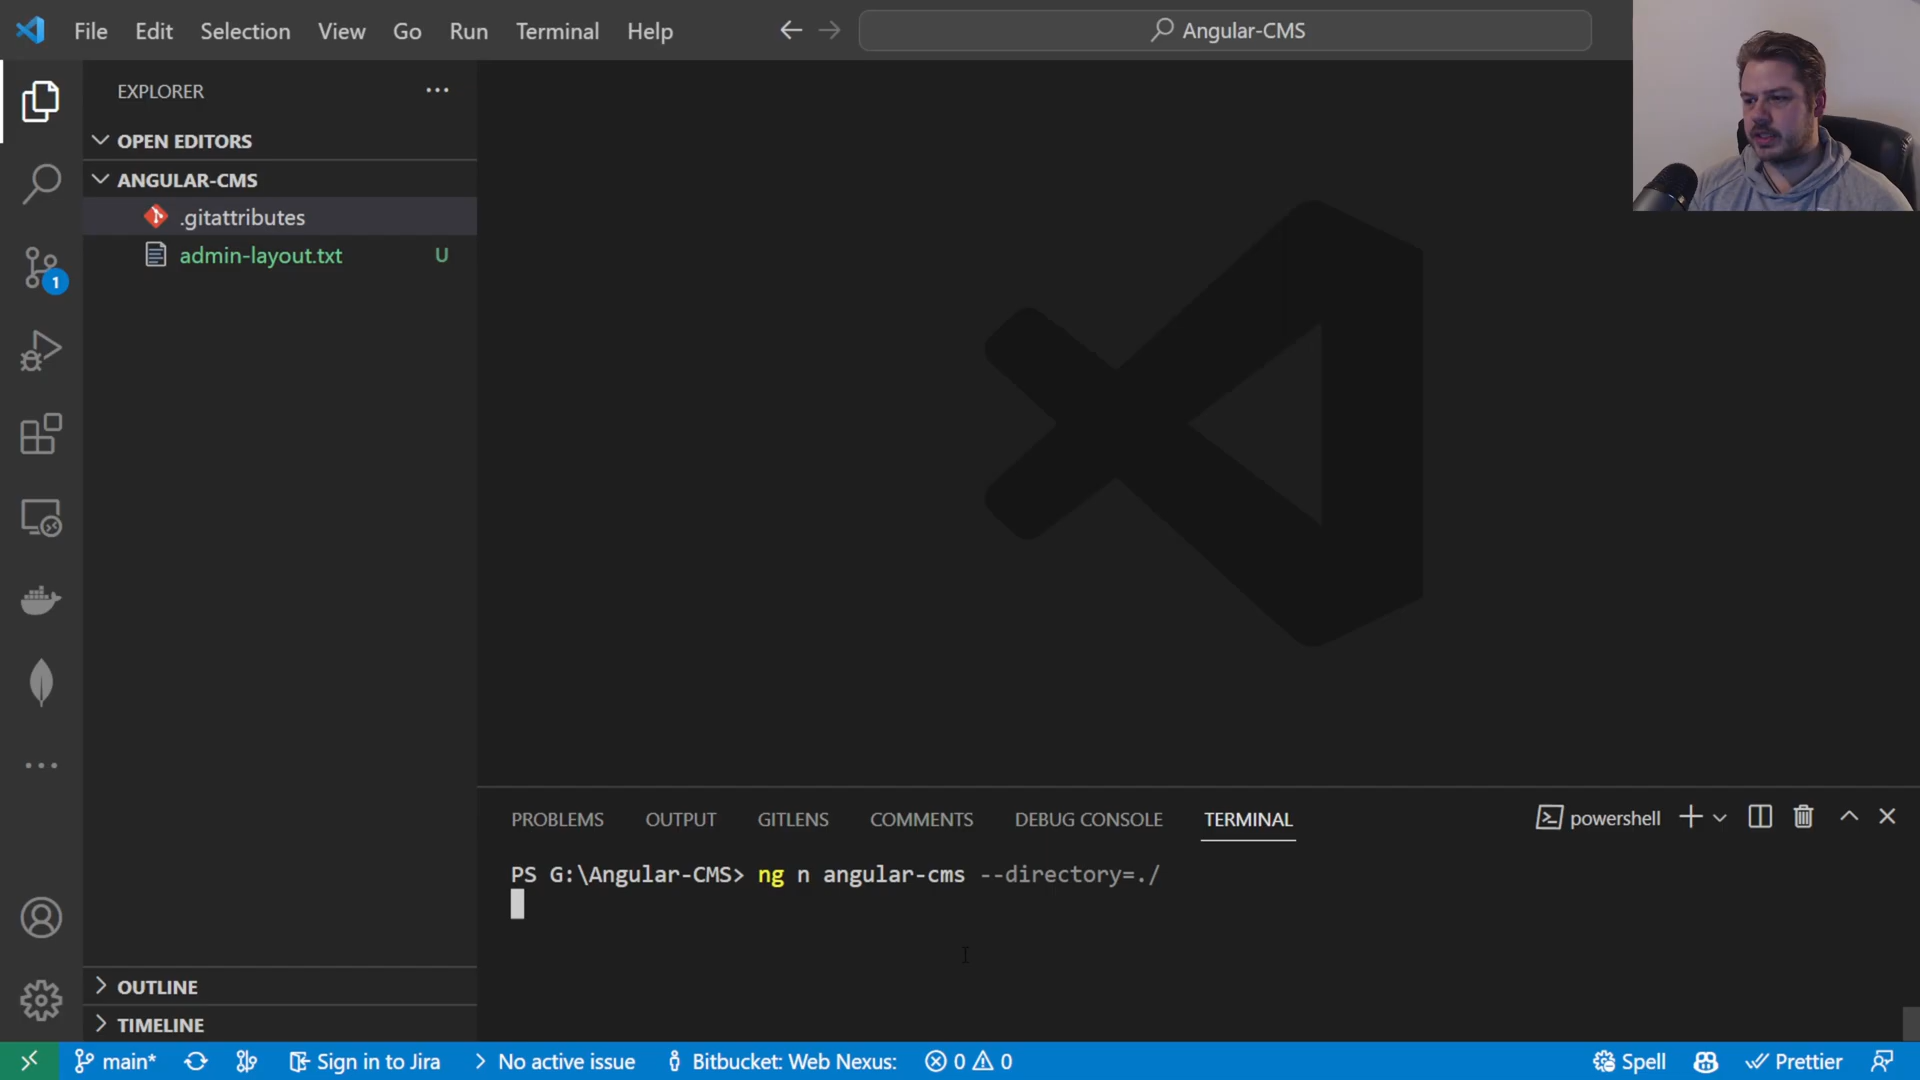 File Edit Selection View Go Run Terminal Help
Angular-CMS
EXPLORER
OPEN EDITORS
ANGULAR-CMS
.gitattributes
admin-layout.txt U
1
OUTLINE
TIMELINE
PROBLEMS OUTPUT GITLENS COMMENTS DEBUG CONSOLE TERMINAL
powershell
PS G:\Angular-CMS> ng n angular-cms --directory=./
main* Sign in to Jira No active issue Bitbucket: Web Nexus: 0 0 Spell Prettier